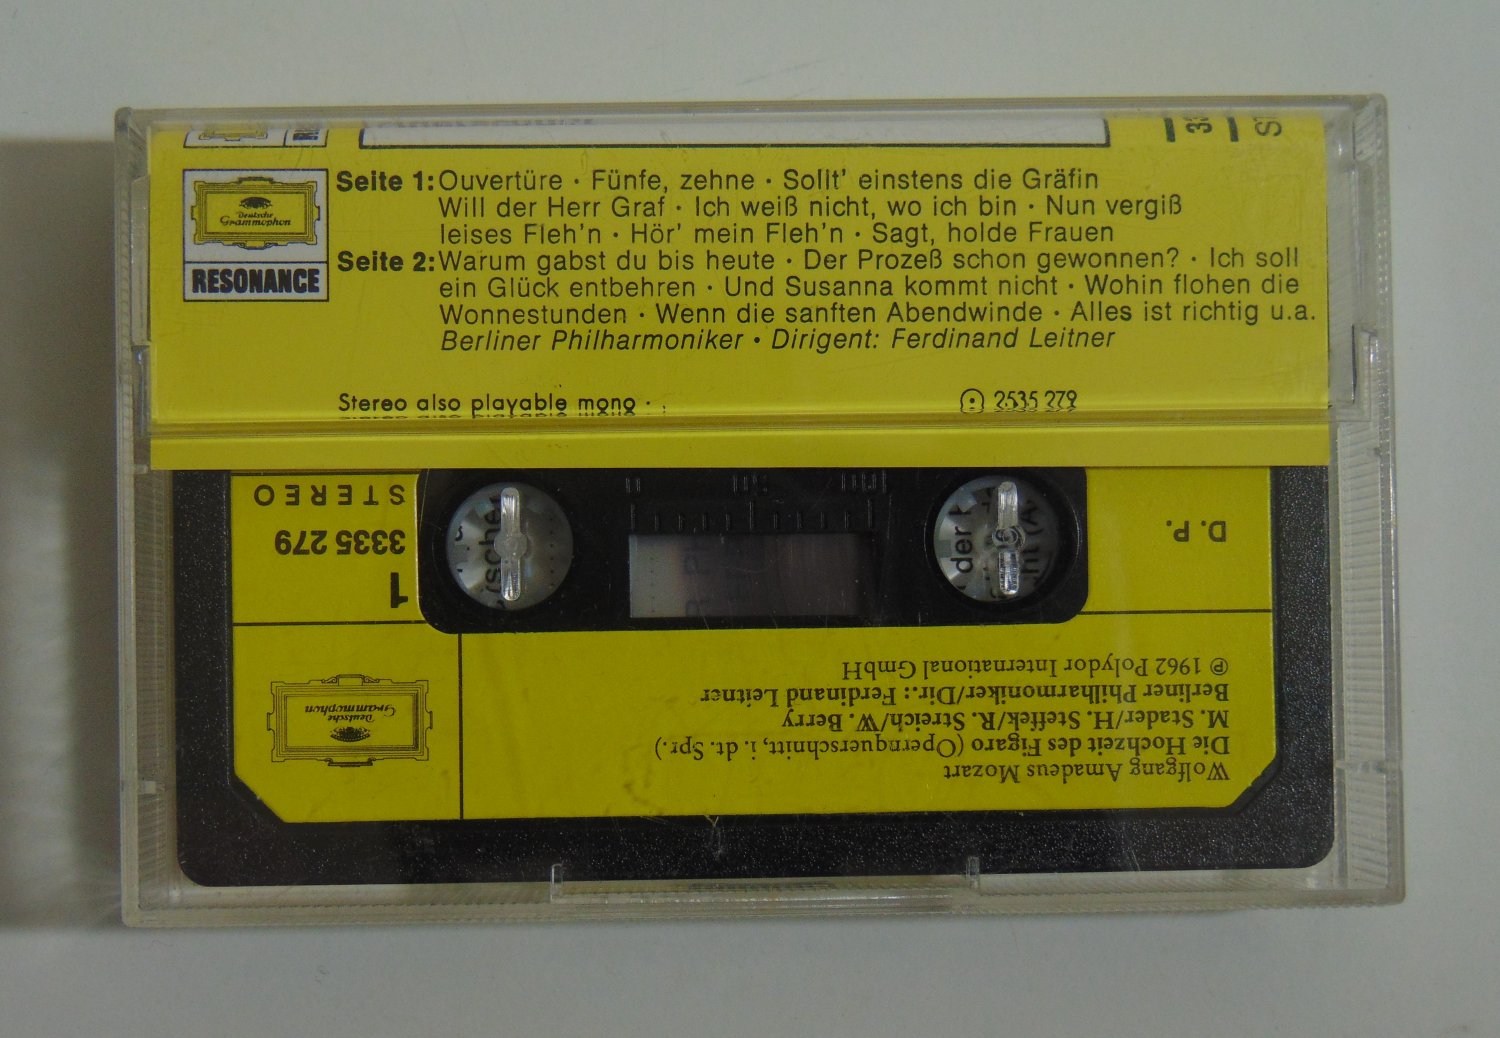 Deutsche
Grammophon
RESONANCE
Seite 1: Ouvertüre · Fünfe, zehne · Sollt' einstens die Gräfin
Will der Herr Graf · Ich weiß nicht, wo ich bin · Nun vergiß
leises Fleh'n · Hör' mein Fleh'n · Sagt, holde Frauen
Seite 2: Warum gabst du bis heute · Der Prozeß schon gewonnen? · Ich soll
ein Glück entbehren · Und Susanna kommt nicht · Wohin flohen die
Wonnestunden · Wenn die sanften Abendwinde · Alles ist richtig u.a.
Berliner Philharmoniker · Dirigent: Ferdinand Leitner
Stereo also playable mono ·
2535 279
Wolfgang Amadeus Mozart
Die Hochzeit des Figaro (Opernquerschnitt, i. dt. Spr.)
M. Stader/H. Steffek/R. Streich/W. Berry
Berliner Philharmoniker/Dir.: Ferdinand Leitner
℗ 1962 Polydor International GmbH
Deutsche
Grammophon
1
3335 279
STEREO
D. P.